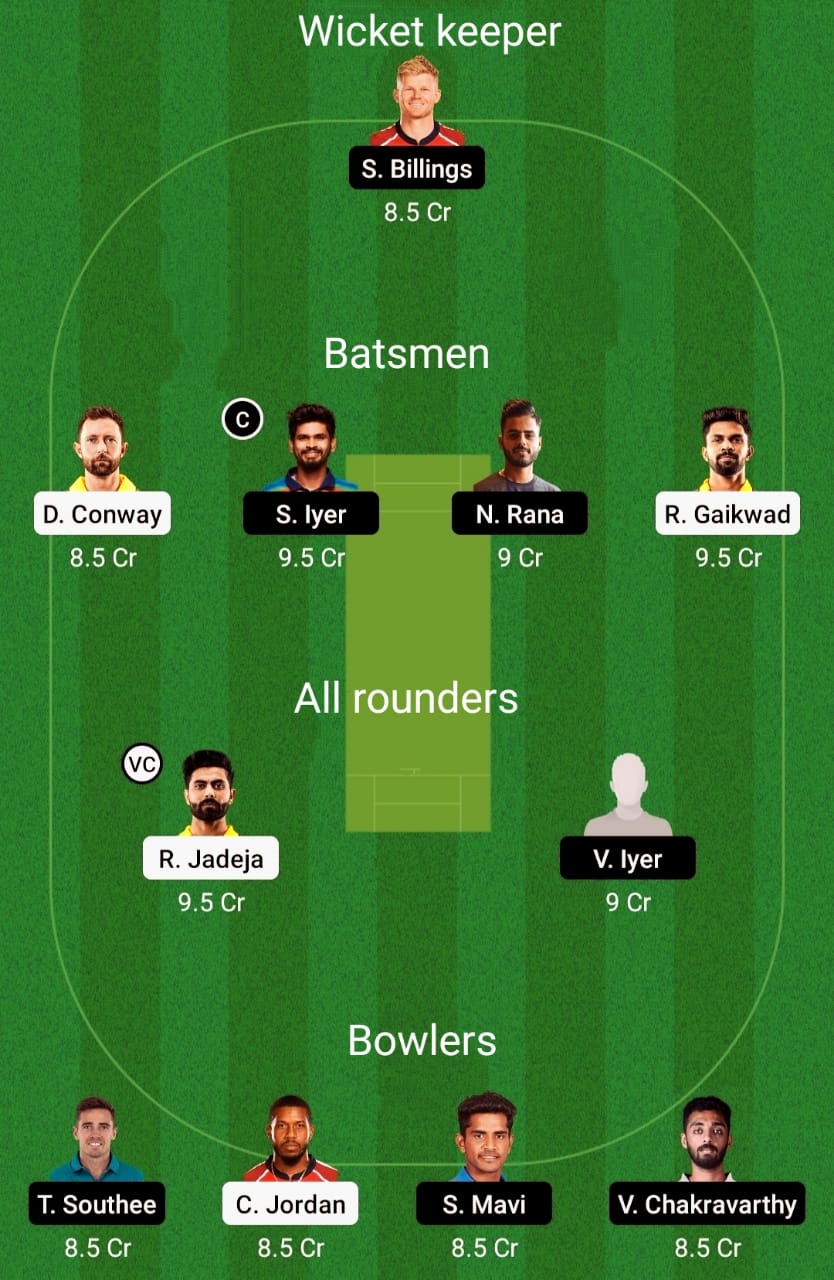 Wicket keeper
S. Billings
8.5 Cr
Batsmen
C
D. Conway S. Iyer N. Rana R. Gaikwad
8.5 Cr 9.5 Cr 9 Cr 9.5 Cr
All rounders
VC
R. Jadeja V. Iyer
9.5 Cr 9 Cr
Bowlers
T. Southee C. Jordan S. Mavi V. Chakravarthy
8.5 Cr 8.5 Cr 8.5 Cr 8.5 Cr